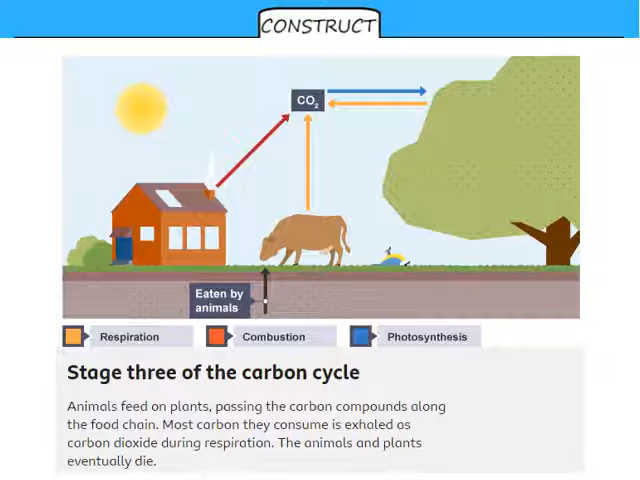 CONSTRUCT
CO₂
Eaten by
animals
Respiration
Combustion
Photosynthesis
Stage three of the carbon cycle
Animals feed on plants, passing the carbon compounds along
the food chain. Most carbon they consume is exhaled as
carbon dioxide during respiration. The animals and plants
eventually die.